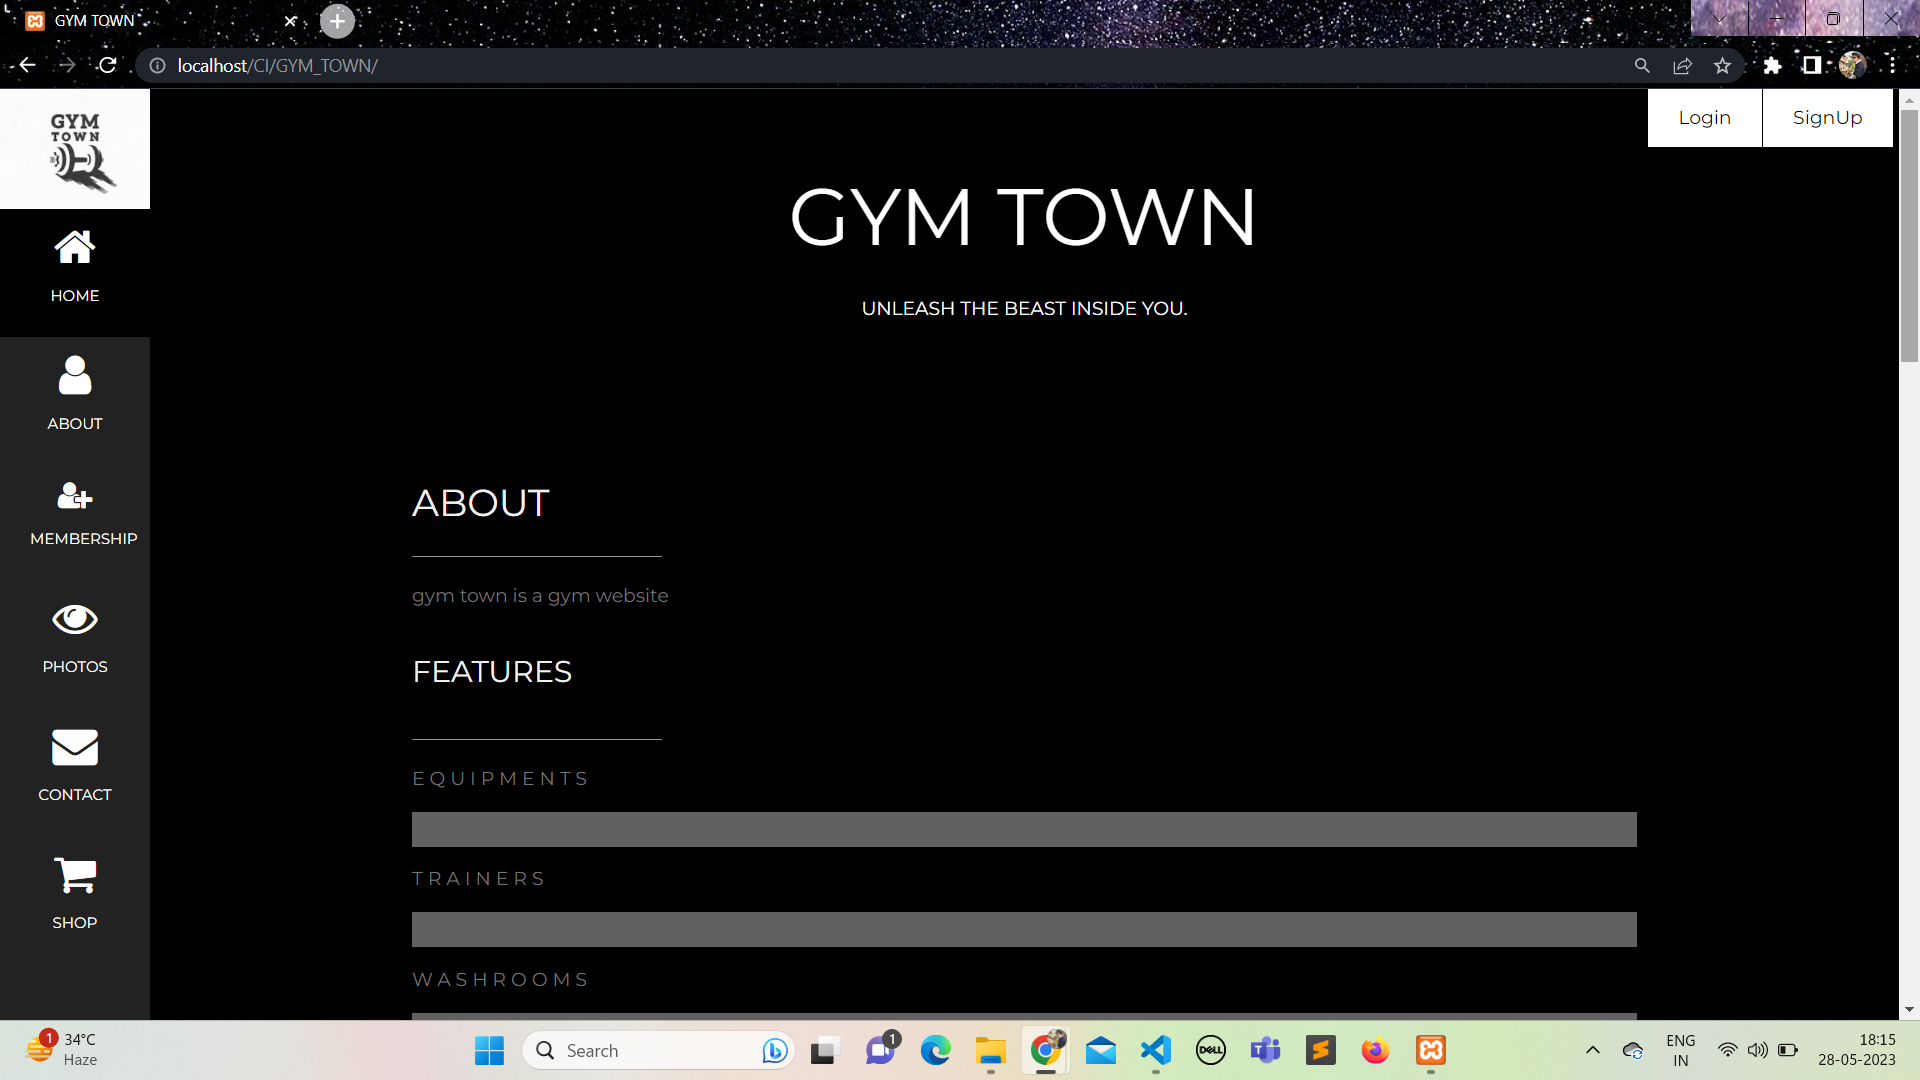 GYM TOWN
localhost/CI/GYM_TOWN/
GYM
TOWN
Login
SignUp
HOME
ABOUT
MEMBERSHIP
PHOTOS
CONTACT
SHOP
GYM TOWN
UNLEASH THE BEAST INSIDE YOU.
ABOUT
gym town is a gym website
FEATURES
EQUIPMENTS
TRAINERS
WASHROOMS
1
34°C
Haze
Search
1
DELL
ENG
IN
18:15
28-05-2023